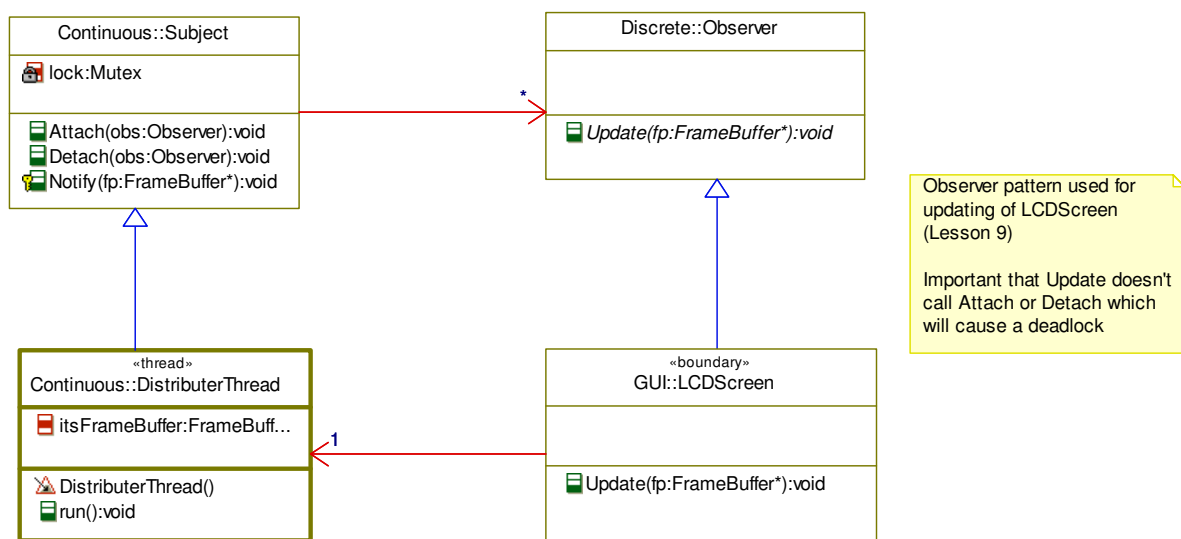 Continuous::Subject
lock:Mutex
Attach(obs:Observer):void
Detach(obs:Observer):void
Notify(fp:FrameBuffer*):void
*
Discrete::Observer
Update(fp:FrameBuffer*):void
Observer pattern used for
updating of LCDScreen
(Lesson 9)
Important that Update doesn't
call Attach or Detach which
will cause a deadlock
«thread»
Continuous::DistributerThread
itsFrameBuffer:FrameBuff...
DistributerThread()
run():void
1
«boundary»
GUI::LCDScreen
Update(fp:FrameBuffer*):void